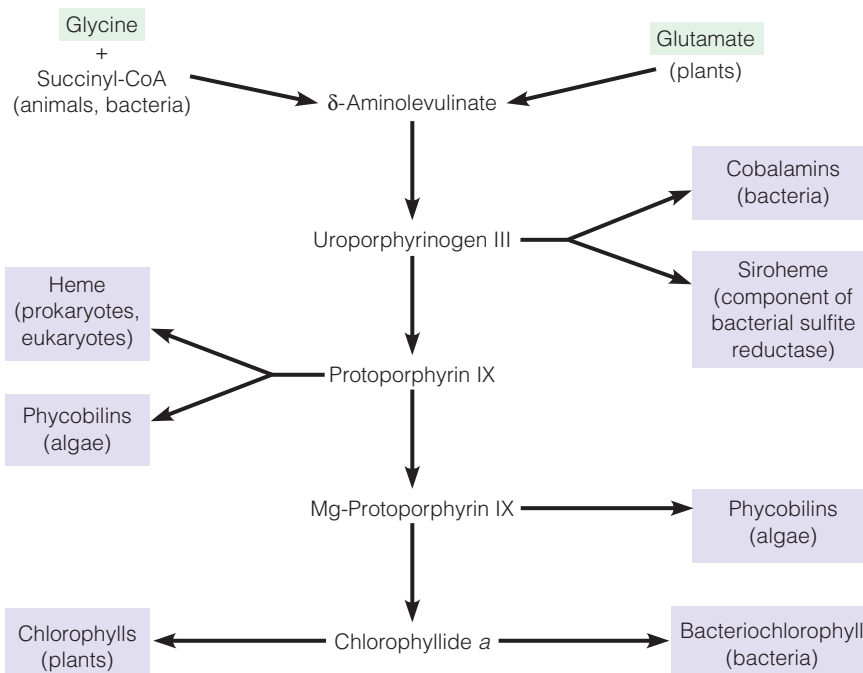 Glycine
+
Succinyl-CoA
(animals, bacteria)
Glutamate
(plants)
δ-Aminolevulinate
Cobalamins
(bacteria)
Uroporphyrinogen III
Siroheme
(component of
bacterial sulfite
reductase)
Heme
(prokaryotes,
eukaryotes)
Protoporphyrin IX
Phycobilins
(algae)
Mg-Protoporphyrin IX
Phycobilins
(algae)
Chlorophylls
(plants)
Chlorophyllide a
Bacteriochlorophyll
(bacteria)